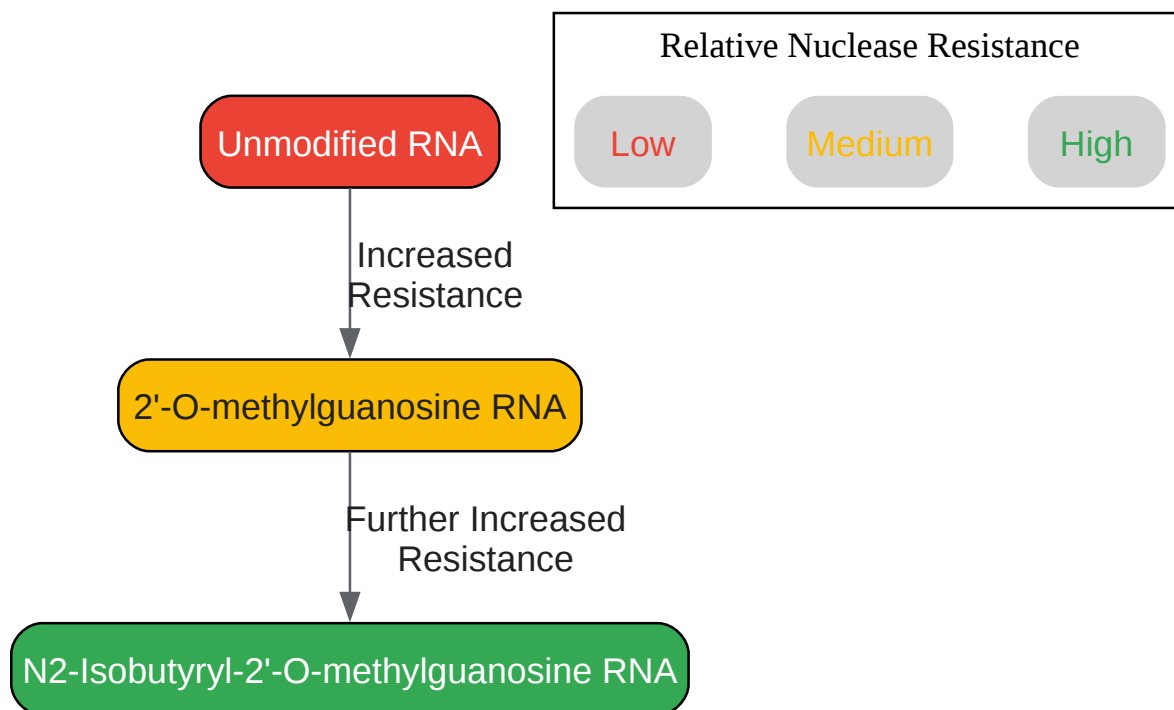 Relative Nuclease Resistance
Low
Medium
High
Unmodified RNA
Increased
Resistance
2'-O-methylguanosine RNA
Further Increased
Resistance
N2-Isobutyryl-2'-O-methylguanosine RNA